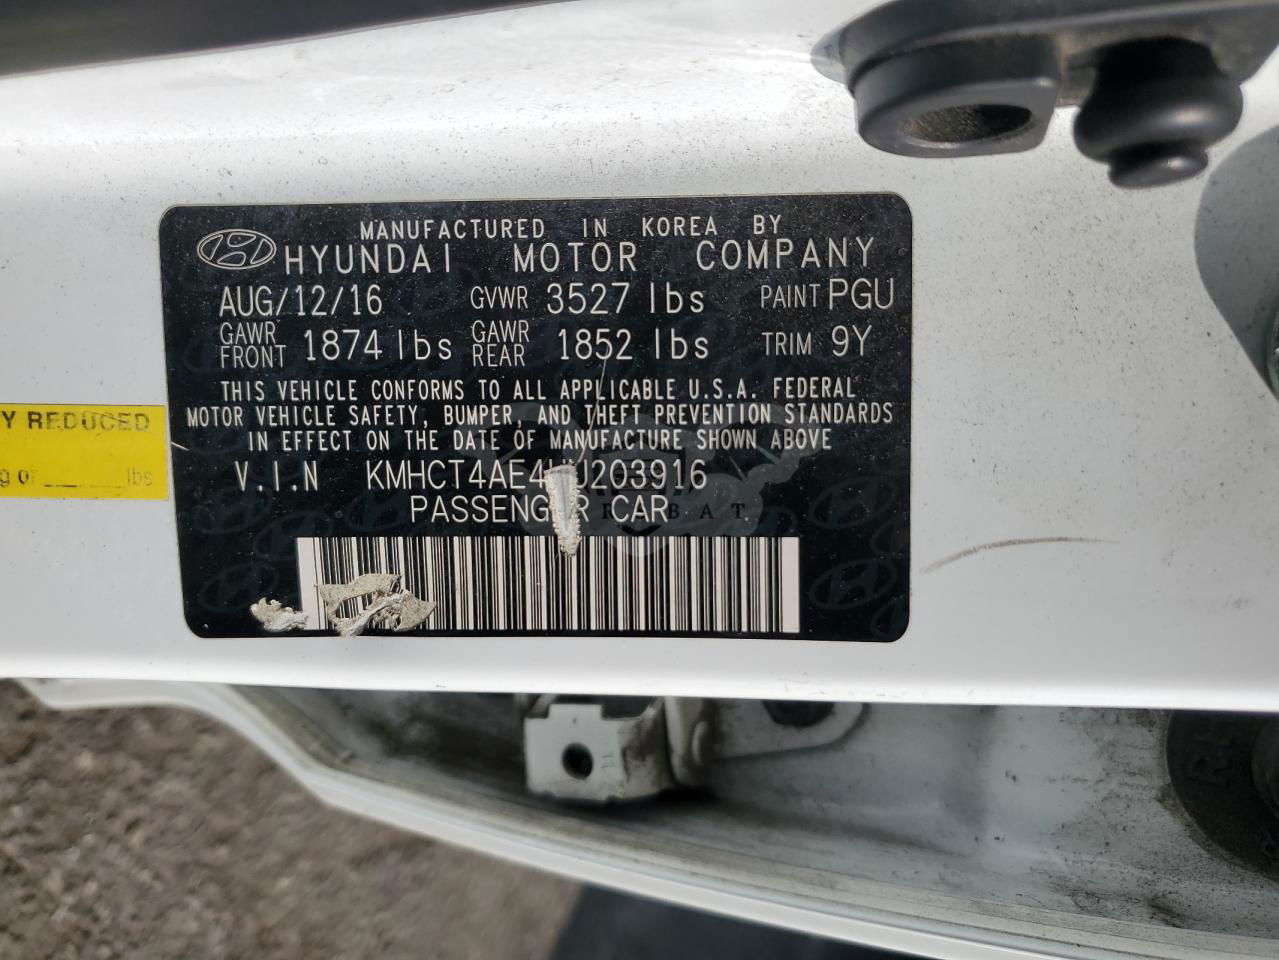 MANUFACTURED IN KOREA BY
HYUNDAI MOTOR COMPANY
AUG/12/16 GVWR 3527 lbs PAINT PGU
GAWR FRONT 1874 lbs GAWR REAR 1852 lbs TRIM 9Y
THIS VEHICLE CONFORMS TO ALL APPLICABLE U.S.A. FEDERAL
MOTOR VEHICLE SAFETY, BUMPER, AND THEFT PREVENTION STANDARDS
IN EFFECT ON THE DATE OF MANUFACTURE SHOWN ABOVE
V.I.N
PASSENGER CAR
REDUCED
lbs